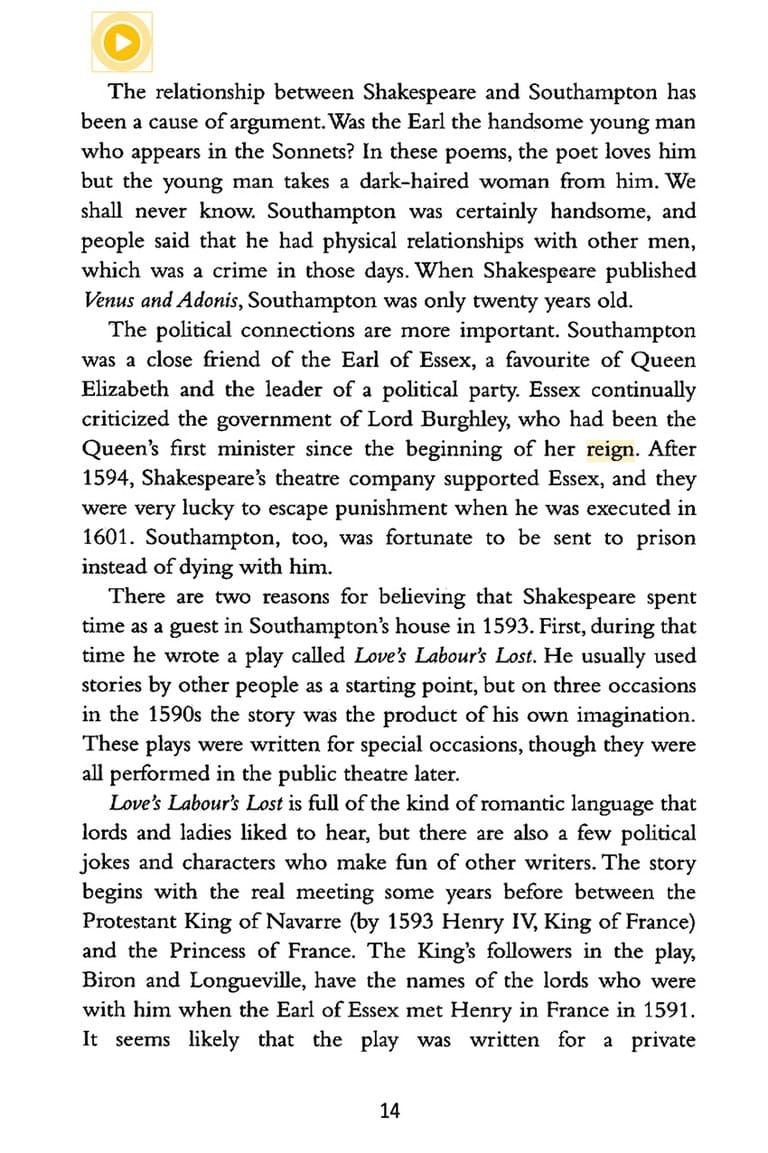 The relationship between Shakespeare and Southampton has
been a cause of argument. Was the Earl the handsome young man
who appears in the Sonnets? In these poems, the poet loves him
but the young man takes a dark-haired woman from him. We
shall never know. Southampton was certainly handsome, and
people said that he had physical relationships with other men,
which was a crime in those days. When Shakespeare published
Venus and Adonis, Southampton was only twenty years old.
The political connections are more important. Southampton
was a close friend of the Earl of Essex, a favourite of Queen
Elizabeth and the leader of a political party. Essex continually
criticized the government of Lord Burghley, who had been the
Queen's first minister since the beginning of her reign. After
1594, Shakespeare's theatre company supported Essex, and they
were very lucky to escape punishment when he was executed in
1601. Southampton, too, was fortunate to be sent to prison
instead of dying with him.
There are two reasons for believing that Shakespeare spent
time as a guest in Southampton's house in 1593. First, during that
time he wrote a play called Love's Labour's Lost. He usually used
stories by other people as a starting point, but on three occasions
in the 1590s the story was the product of his own imagination.
These plays were written for special occasions, though they were
all performed in the public theatre later.
Love's Labour's Lost is full of the kind of romantic language that
lords and ladies liked to hear, but there are also a few political
jokes and characters who make fun of other writers. The story
begins with the real meeting some years before between the
Protestant King of Navarre (by 1593 Henry IV, King of France)
and the Princess of France. The King's followers in the play,
Biron and Longueville, have the names of the lords who were
with him when the Earl of Essex met Henry in France in 1591.
It seems likely that the play was written for a private
14